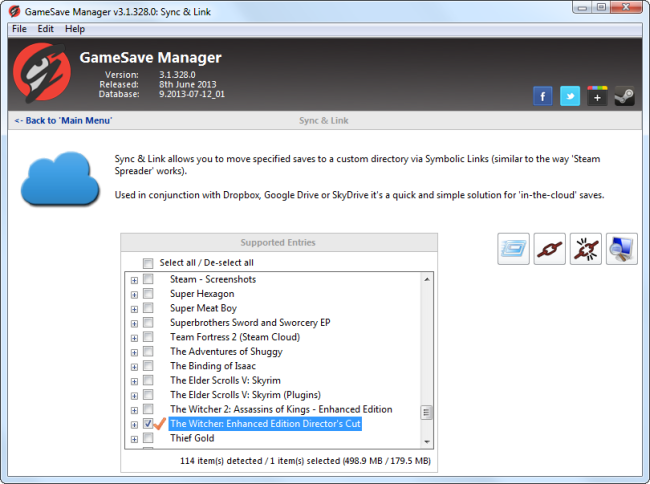 GameSave Manager v3.1.328.0: Sync & Link
File Edit Help
GameSave Manager
Version: 3.1.328.0
Released: 8th June 2013
Database: 9.2013-07-12_01
<- Back to 'Main Menu'
Sync & Link
Sync & Link allows you to move specified saves to a custom directory via Symbolic Links (similar to the way 'Steam
Spreader' works).
Used in conjunction with Dropbox, Google Drive or SkyDrive it's a quick and simple solution for 'in-the-cloud' saves.
Supported Entries
Select all / De-select all
Steam - Screenshots
Super Hexagon
Super Meat Boy
Superbrothers Sword and Sworcery EP
Team Fortress 2 (Steam Cloud)
The Adventures of Shuggy
The Binding of Isaac
The Elder Scrolls V: Skyrim
The Elder Scrolls V: Skyrim (Plugins)
The Witcher 2: Assassins of Kings - Enhanced Edition
The Witcher: Enhanced Edition Director's Cut
Thief Gold
114 item(s) detected / 1 item(s) selected (498.9 MB / 179.5 MB)